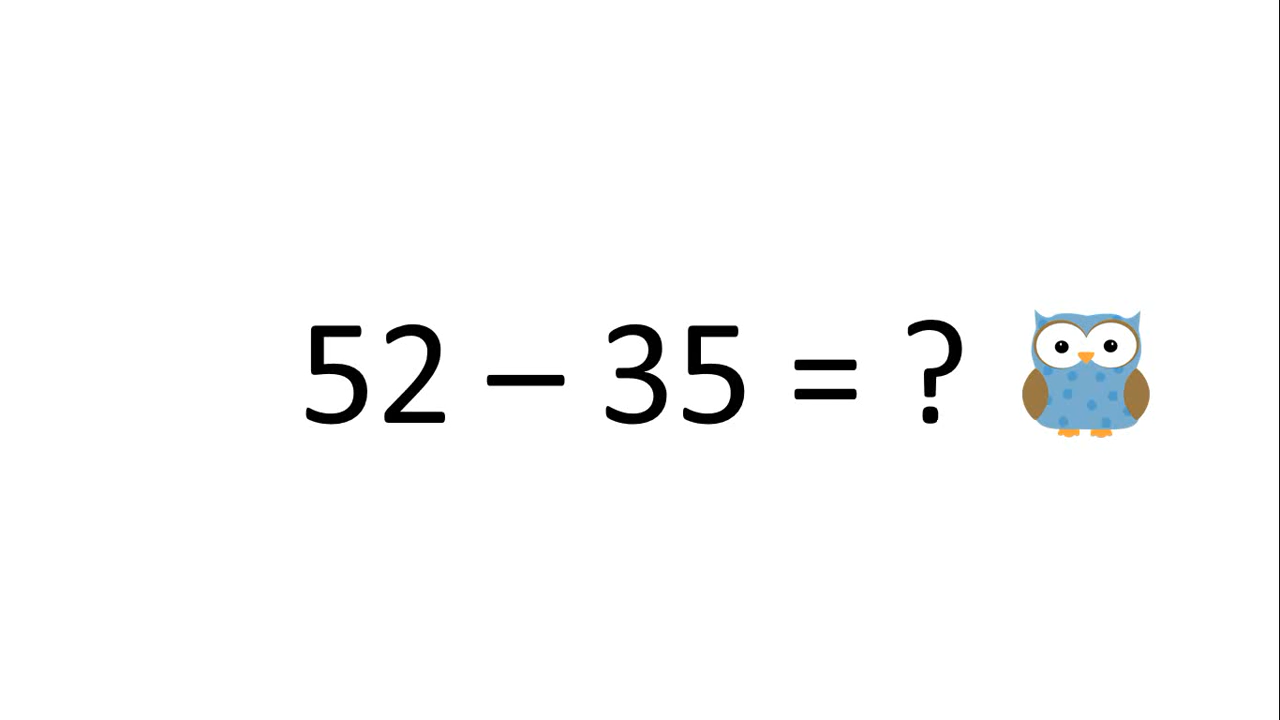 52 – 35 = ?